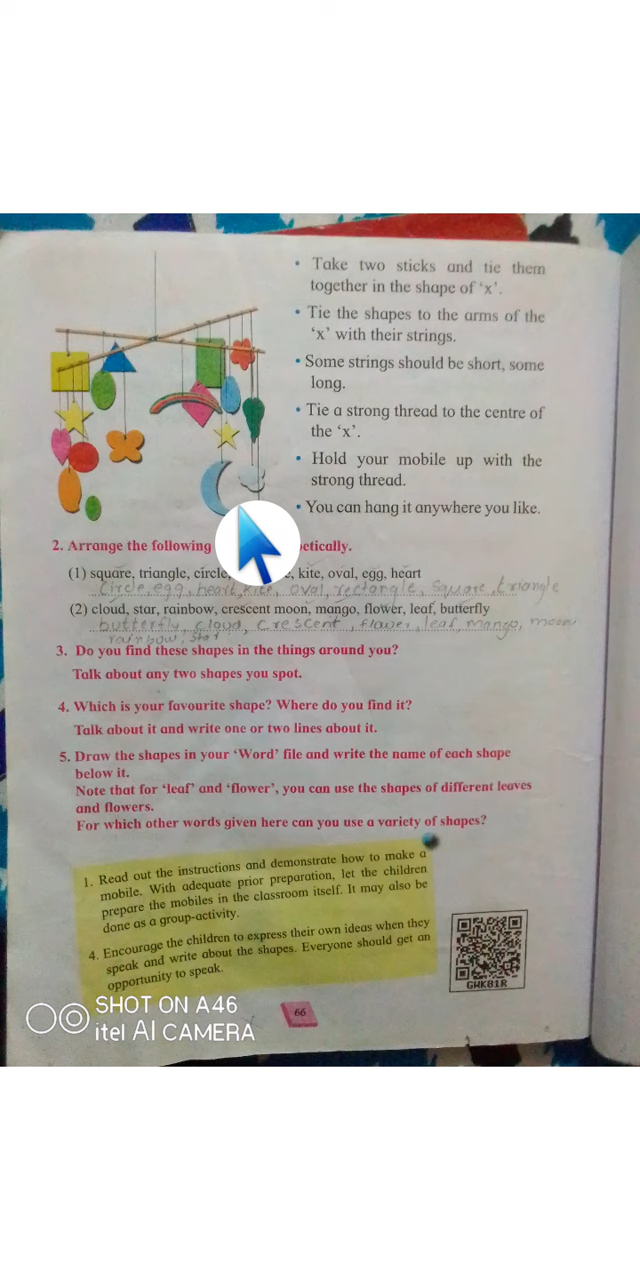 • Take two sticks and tie them
together in the shape of ‘x’.
• Tie the shapes to the arms of the
‘x’ with their strings.
• Some strings should be short, some
long.
• Tie a strong thread to the centre of
the ‘x’.
• Hold your mobile up with the
strong thread.
• You can hang it anywhere you like.
2. Arrange the following
(1) square, triangle, circle, kite, oval, egg, heart
Circle, egg, heart, kite, oval, rectangle, square, triangle
(2) cloud, star, rainbow, crescent moon, mango, flower, leaf, butterfly
butterfly, cloud, crescent, flower, leaf, mango, moon
rainbow, star
3. Do you find these shapes in the things around you?
Talk about any two shapes you spot.
4. Which is your favourite shape? Where do you find it?
Talk about it and write one or two lines about it.
5. Draw the shapes in your ‘Word’ file and write the name of each shape
below it.
Note that for ‘leaf’ and ‘flower’, you can use the shapes of different leaves
and flowers.
For which other words given here can you use a variety of shapes?
1. Read out the instructions and demonstrate how to make a
mobile. With adequate prior preparation, let the children
prepare the mobiles in the classroom itself. It may also be
done as a group-activity.
4. Encourage the children to express their own ideas when they
speak and write about the shapes. Everyone should get an
opportunity to speak.
GWK81R
66
SHOT ON A46
itel AI CAMERA